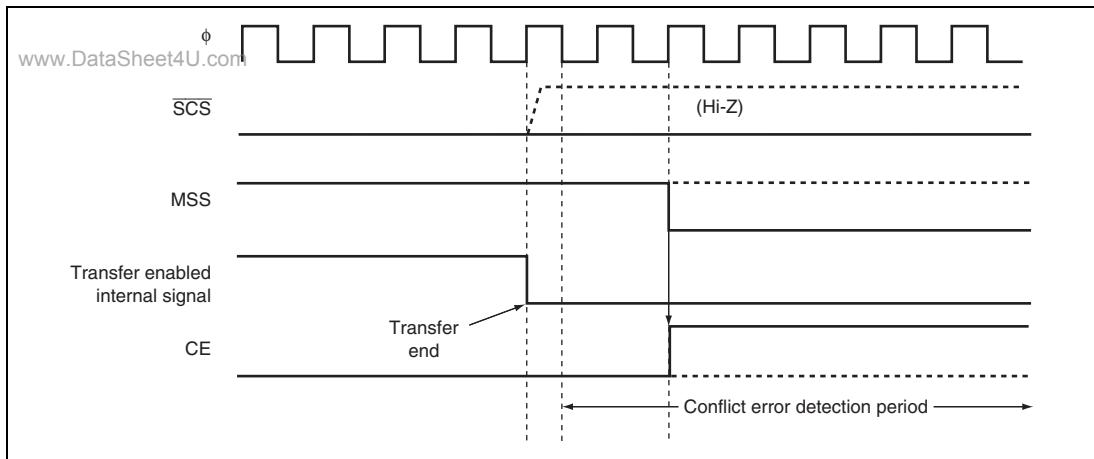 φ
www.DataSheet4U.com
SCS
(Hi-Z)
MSS
Transfer enabled
internal signal
Transfer
end
CE
Conflict error detection period